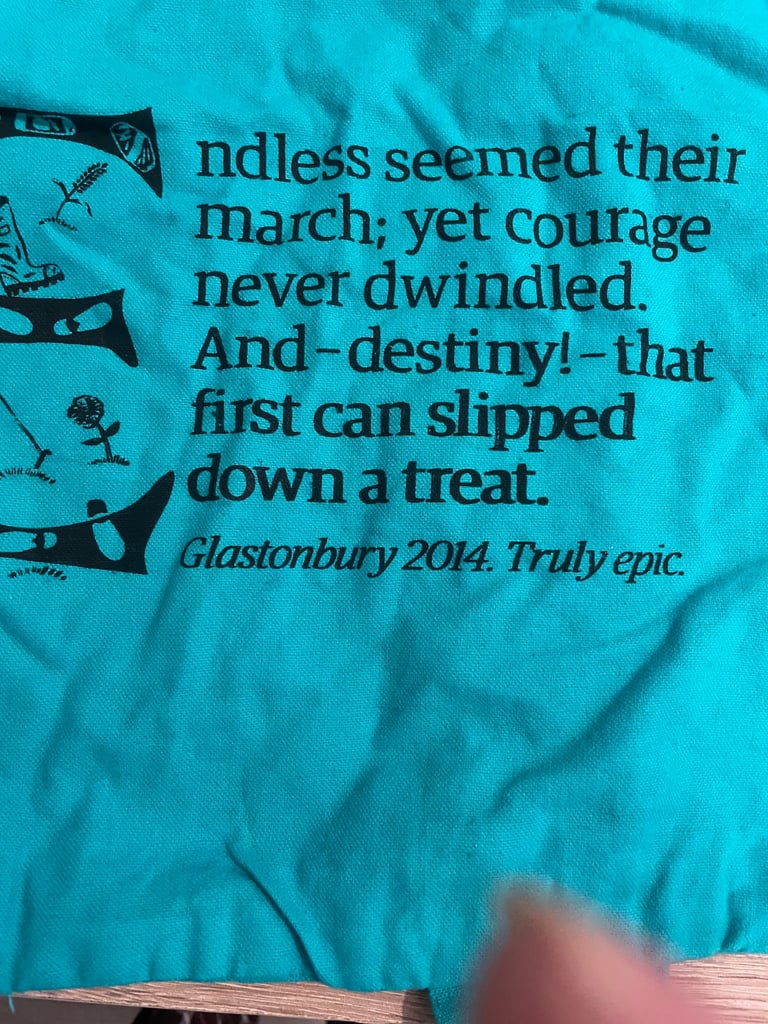 ndless seemed their
march; yet courage
never dwindled.
And–destiny!–that
first can slipped
down a treat.
Glastonbury 2014. Truly epic.